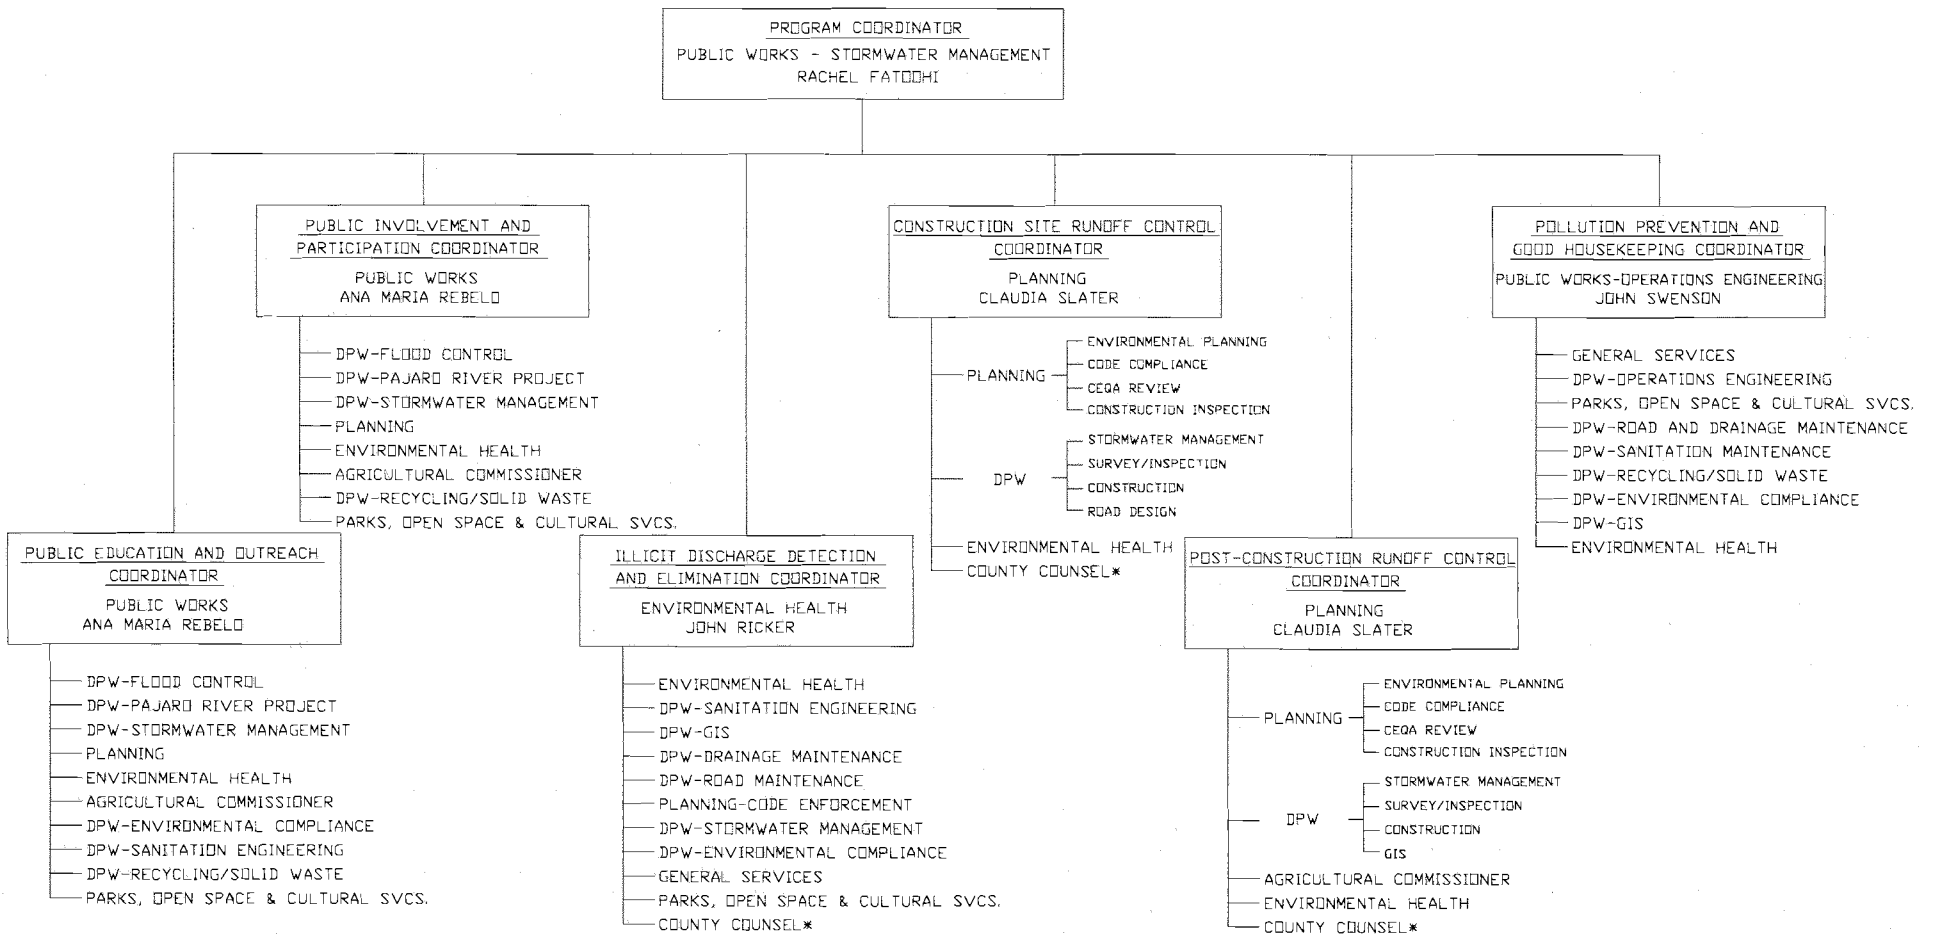 PROGRAM COORDINATOR
PUBLIC WORKS - STORMWATER MANAGEMENT
RACHEL FATOOHI
PUBLIC INVOLVEMENT AND
PARTICIPATION COORDINATOR
PUBLIC WORKS
ANA MARIA REBELO
DPW-FLOOD CONTROL
DPW-PAJARO RIVER PROJECT
DPW-STORMWATER MANAGEMENT
PLANNING
ENVIRONMENTAL HEALTH
AGRICULTURAL COMMISSIONER
DPW-RECYCLING/SOLID WASTE
PARKS, OPEN SPACE & CULTURAL SVCS.
CONSTRUCTION SITE RUNOFF CONTROL
COORDINATOR
PLANNING
CLAUDIA SLATER
PLANNING
ENVIRONMENTAL PLANNING
CODE COMPLIANCE
CEQA REVIEW
CONSTRUCTION INSPECTION
DPW
STORMWATER MANAGEMENT
SURVEY/INSPECTION
CONSTRUCTION
ROAD DESIGN
ENVIRONMENTAL HEALTH
COUNTY COUNSEL*
POLLUTION PREVENTION AND
GOOD HOUSEKEEPING COORDINATOR
PUBLIC WORKS-OPERATIONS ENGINEERING
JOHN SWENSON
GENERAL SERVICES
DPW-OPERATIONS ENGINEERING
PARKS, OPEN SPACE & CULTURAL SVCS.
DPW-ROAD AND DRAINAGE MAINTENANCE
DPW-SANITATION MAINTENANCE
DPW-RECYCLING/SOLID WASTE
DPW-ENVIRONMENTAL COMPLIANCE
DPW-GIS
ENVIRONMENTAL HEALTH
PUBLIC EDUCATION AND OUTREACH
COORDINATOR
PUBLIC WORKS
ANA MARIA REBELO
DPW-FLOOD CONTROL
DPW-PAJARO RIVER PROJECT
DPW-STORMWATER MANAGEMENT
PLANNING
ENVIRONMENTAL HEALTH
AGRICULTURAL COMMISSIONER
DPW-ENVIRONMENTAL COMPLIANCE
DPW-SANITATION ENGINEERING
DPW-RECYCLING/SOLID WASTE
PARKS, OPEN SPACE & CULTURAL SVCS.
ILLICIT DISCHARGE DETECTION
AND ELIMINATION COORDINATOR
ENVIRONMENTAL HEALTH
JOHN RICKER
ENVIRONMENTAL HEALTH
DPW-SANITATION ENGINEERING
DPW-GIS
DPW-DRAINAGE MAINTENANCE
DPW-ROAD MAINTENANCE
PLANNING-CODE ENFORCEMENT
DPW-STORMWATER MANAGEMENT
DPW-ENVIRONMENTAL COMPLIANCE
GENERAL SERVICES
PARKS, OPEN SPACE & CULTURAL SVCS.
COUNTY COUNSEL*
POST-CONSTRUCTION RUNOFF CONTROL
COORDINATOR
PLANNING
CLAUDIA SLATER
PLANNING
ENVIRONMENTAL PLANNING
CODE COMPLIANCE
CEQA REVIEW
CONSTRUCTION INSPECTION
DPW
STORMWATER MANAGEMENT
SURVEY/INSPECTION
CONSTRUCTION
GIS
AGRICULTURAL COMMISSIONER
ENVIRONMENTAL HEALTH
COUNTY COUNSEL*